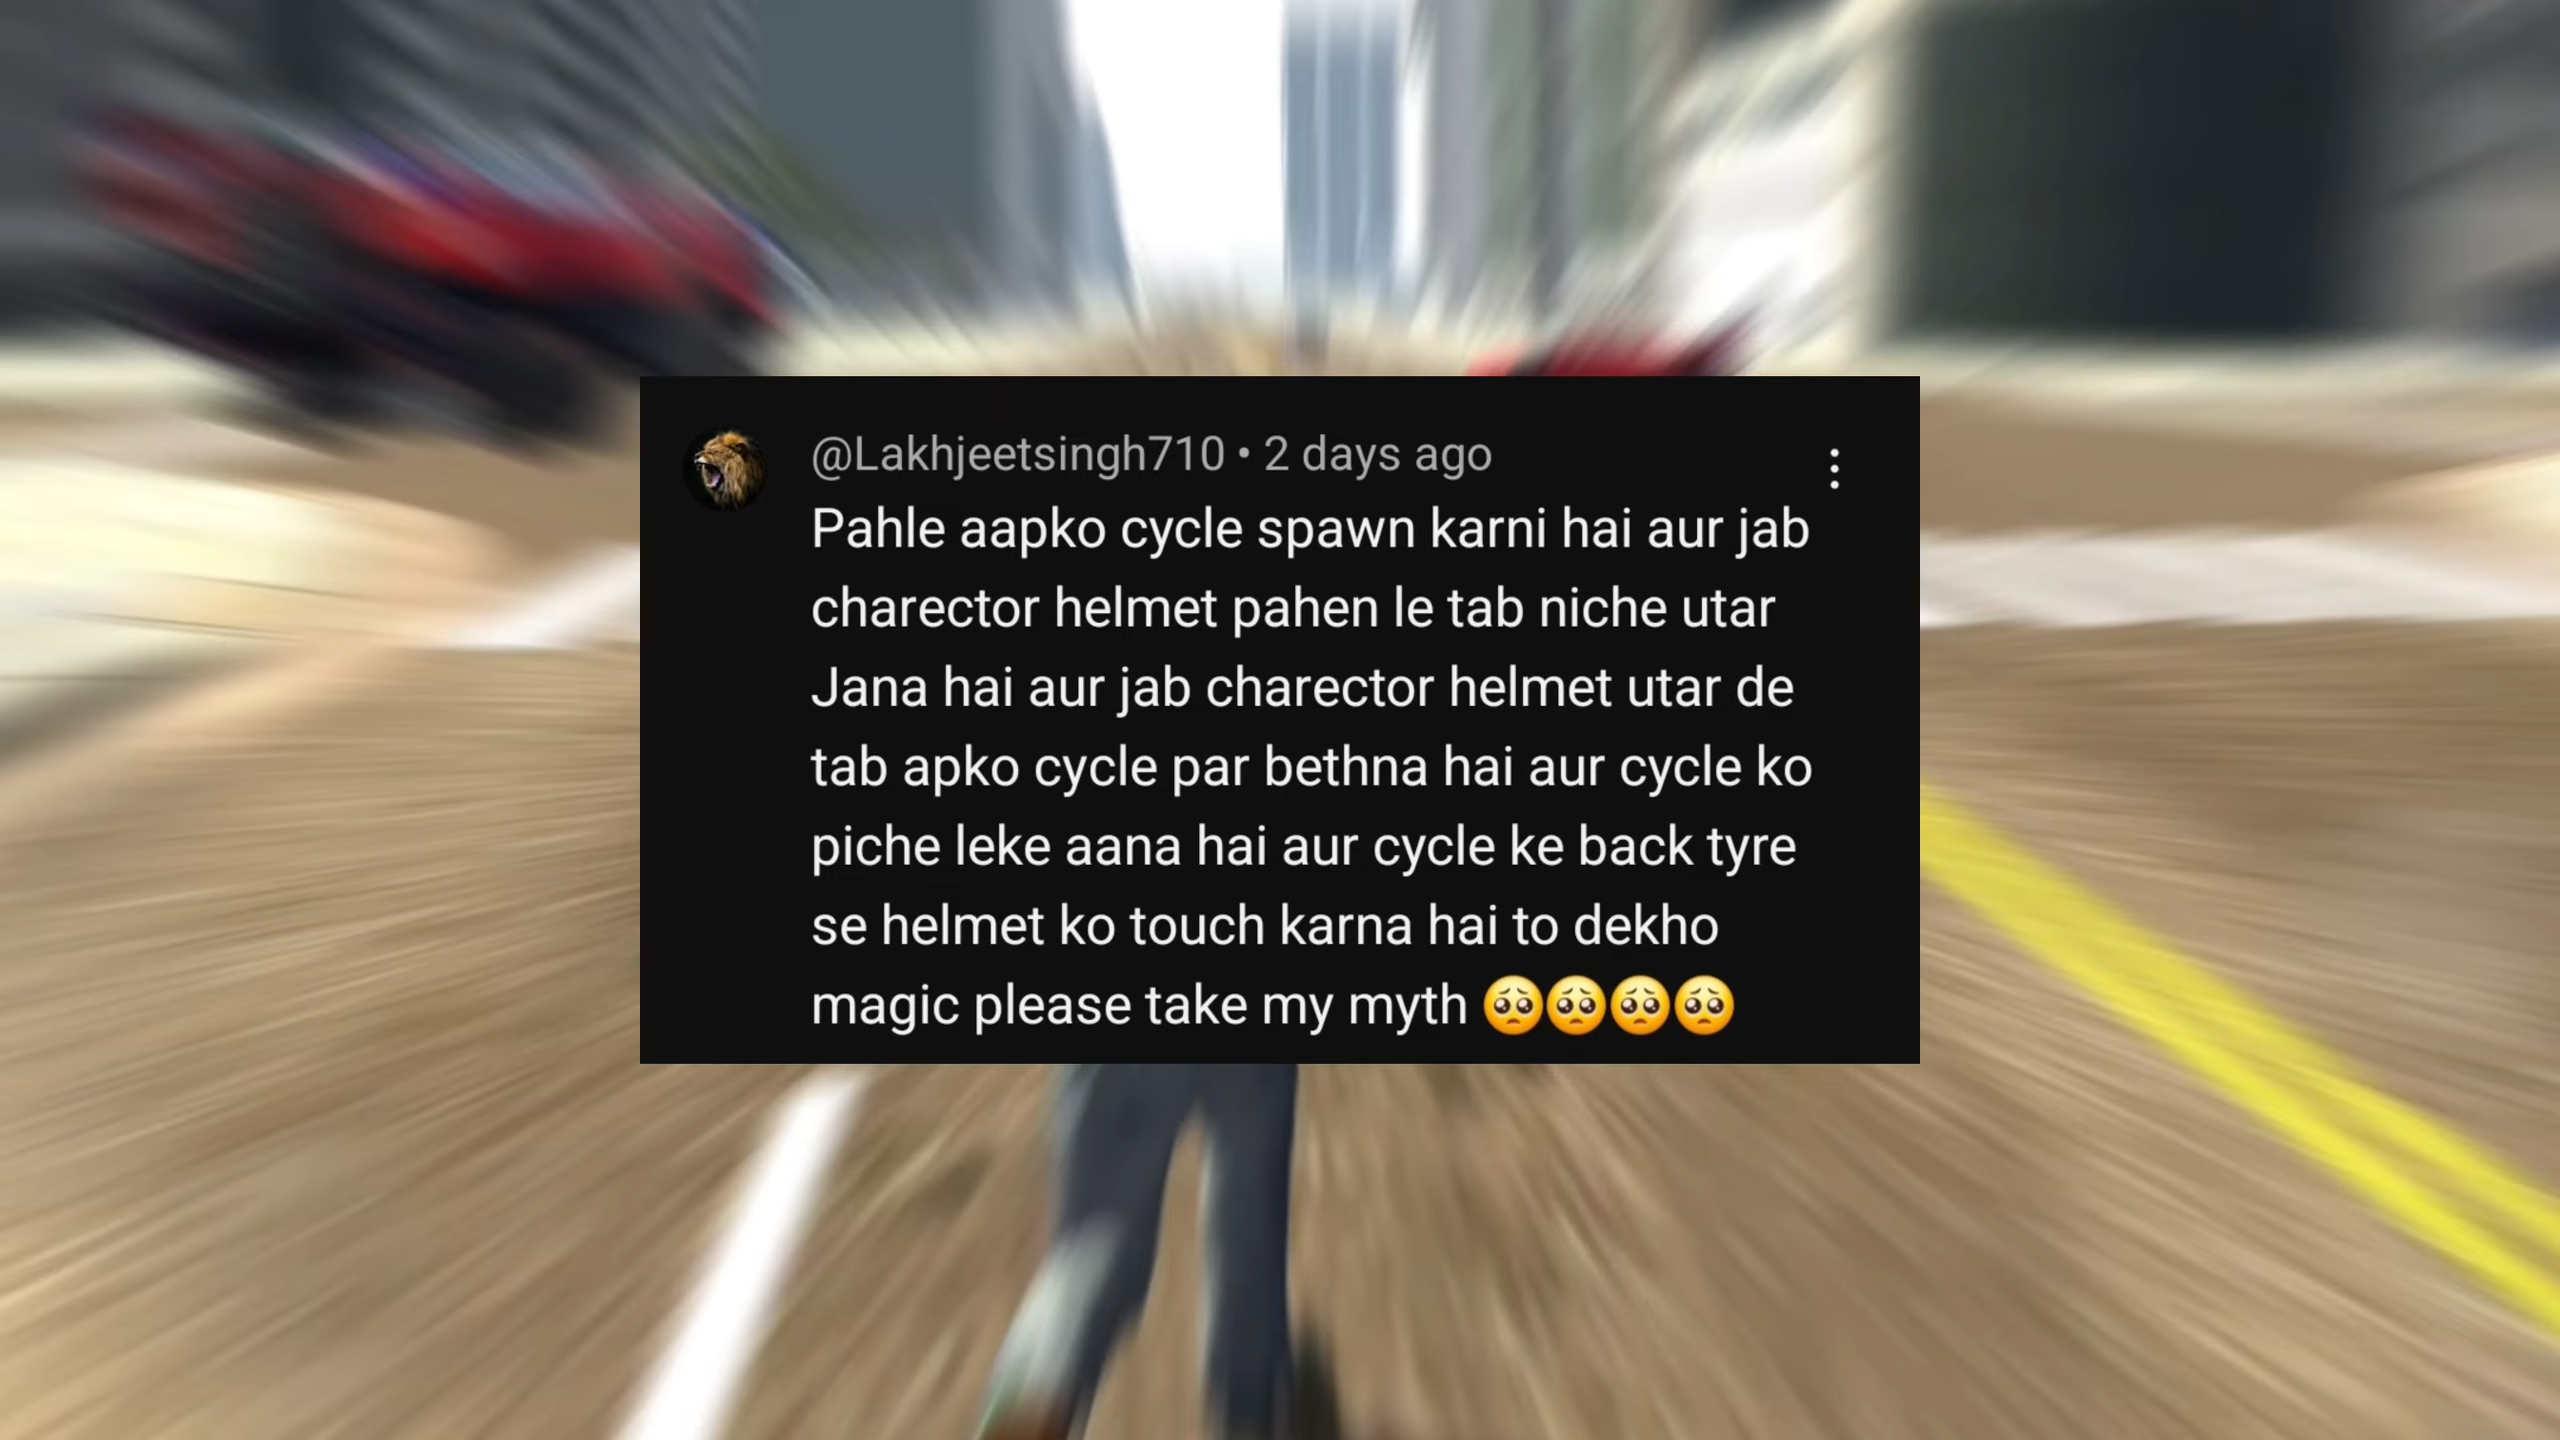 @Lakhjeetsingh710 • 2 days ago
Pahle aapko cycle spawn karni hai aur jab
charector helmet pahen le tab niche utar
Jana hai aur jab charector helmet utar de
tab apko cycle par bethna hai aur cycle ko
piche leke aana hai aur cycle ke back tyre
se helmet ko touch karna hai to dekho
magic please take my myth 🥺🥺🥺🥺